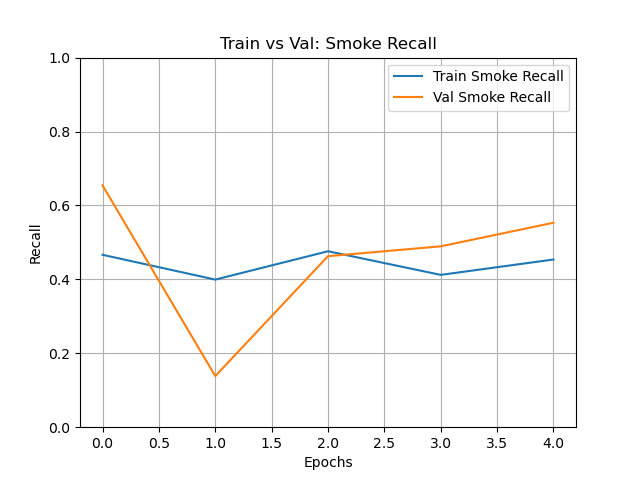 Train vs Val: Smoke Recall
Train Smoke Recall
Val Smoke Recall
1.0
0.8
0.6
0.4
0.2
0.0
Recall
0.0 0.5 1.0 1.5 2.0 2.5 3.0 3.5 4.0
Epochs